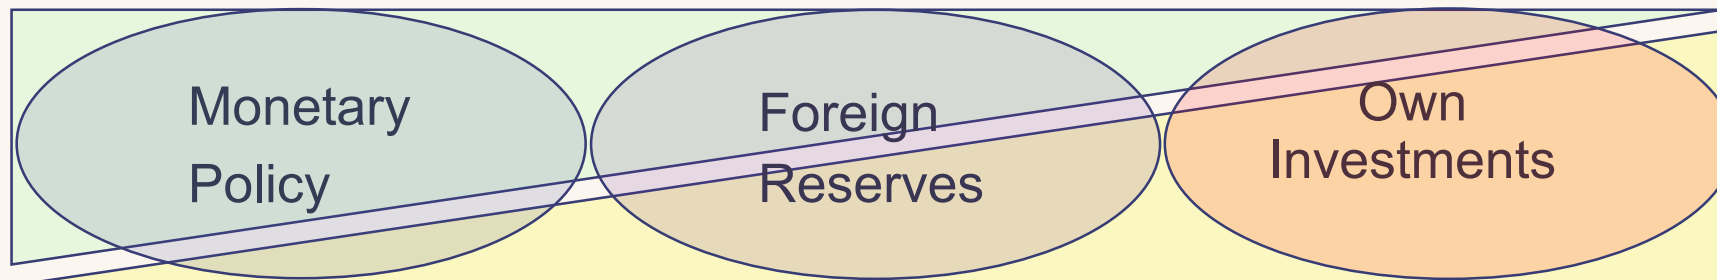 Monetary
Policy
Foreign
Reserves
Own
Investments